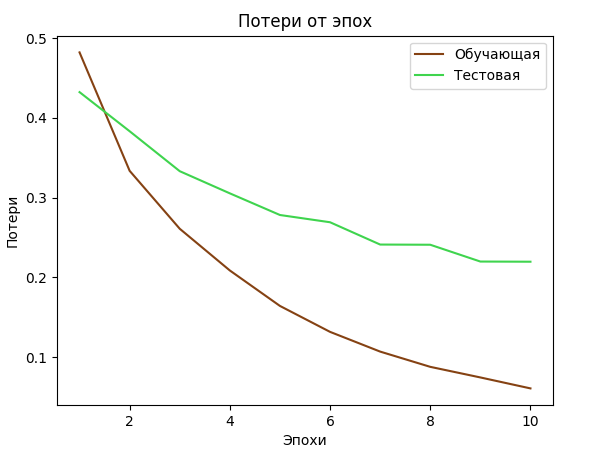 Потери от эпох
Обучающая
Тестовая
Потери
0.5
0.4
0.3
0.2
0.1
2 4 6 8 10
Эпохи